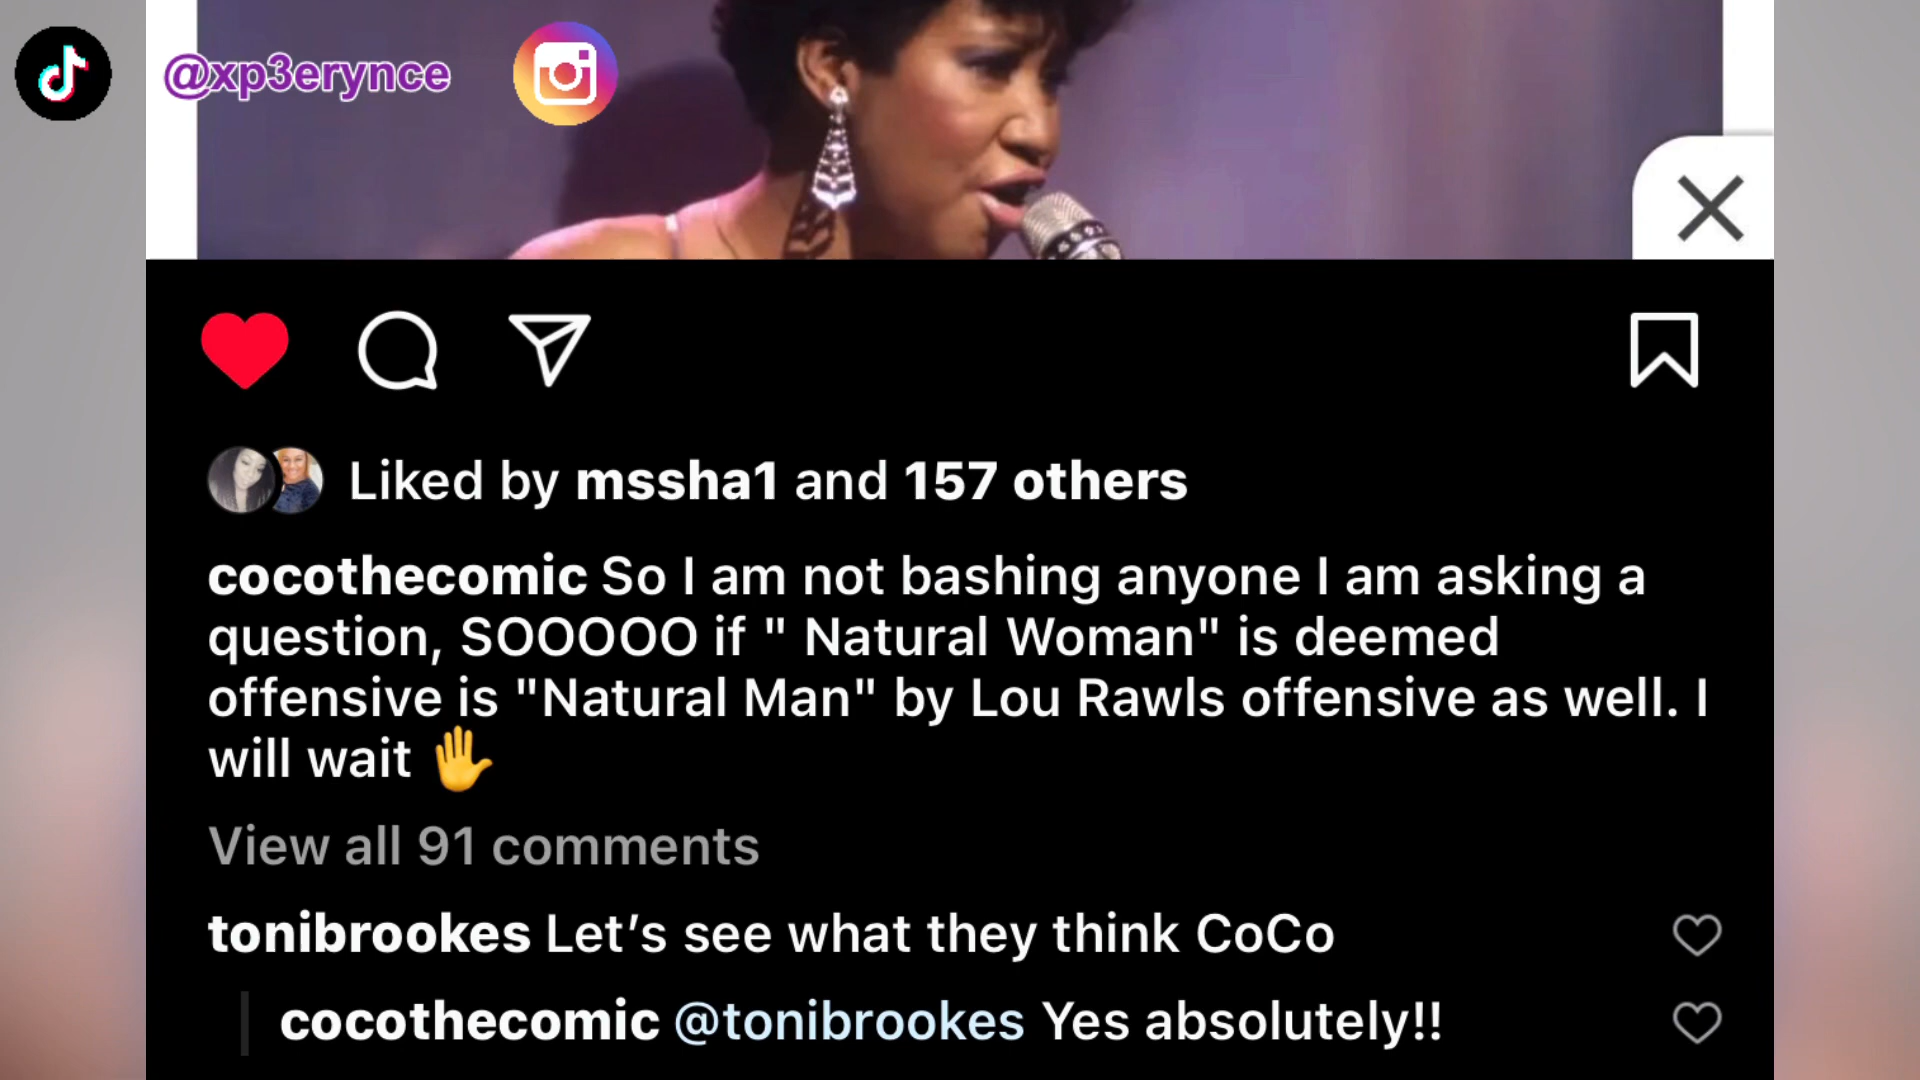 @xp3erynce
Liked by mssha1 and 157 others
cocothecomic So I am not bashing anyone I am asking a
question, SOOOOO if " Natural Woman" is deemed
offensive is "Natural Man" by Lou Rawls offensive as well. I
will wait 🤚
View all 91 comments
tonibrookes Let’s see what they think CoCo
cocothecomic @tonibrookes Yes absolutely!!